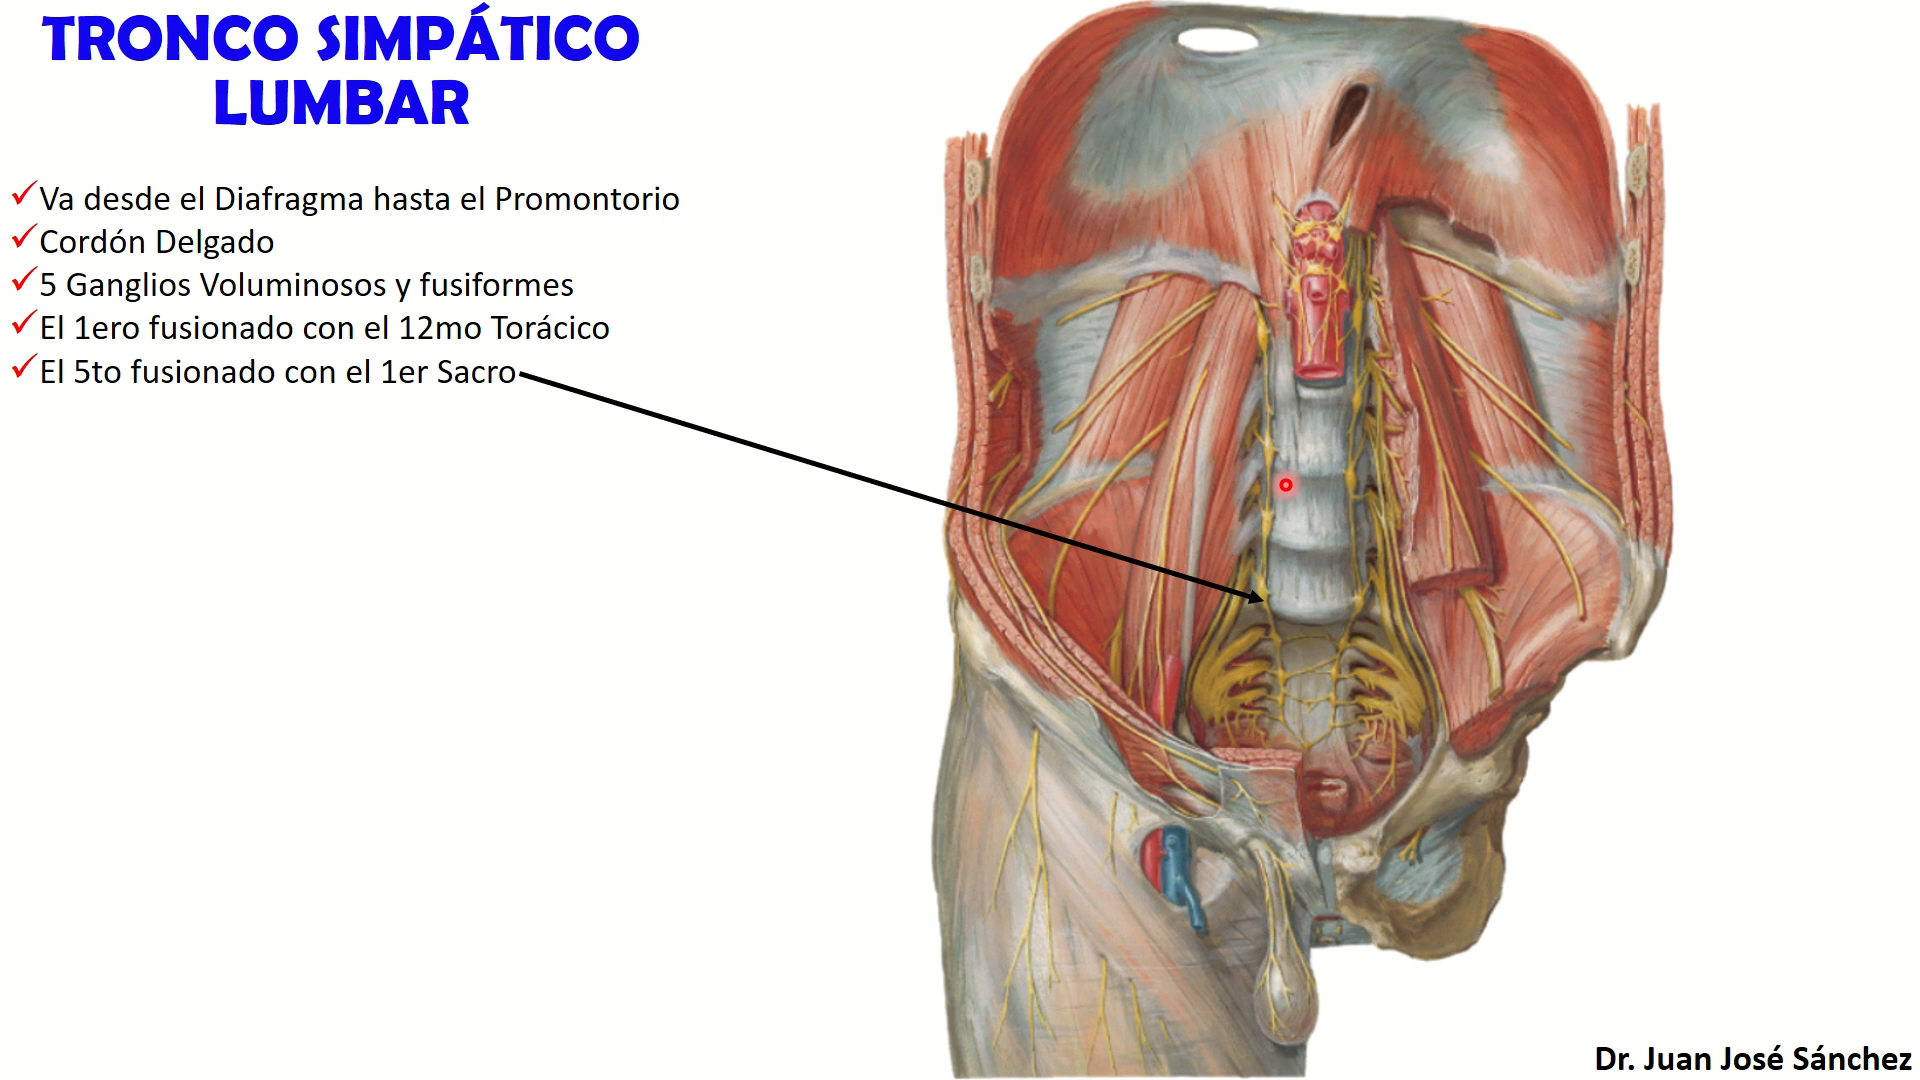 TRONCO SIMPÁTICO
LUMBAR
Va desde el Diafragma hasta el Promontorio
Cordón Delgado
5 Ganglios Voluminosos y fusiformes
El 1ero fusionado con el 12mo Torácico
El 5to fusionado con el 1er Sacro
Dr. Juan José Sánchez